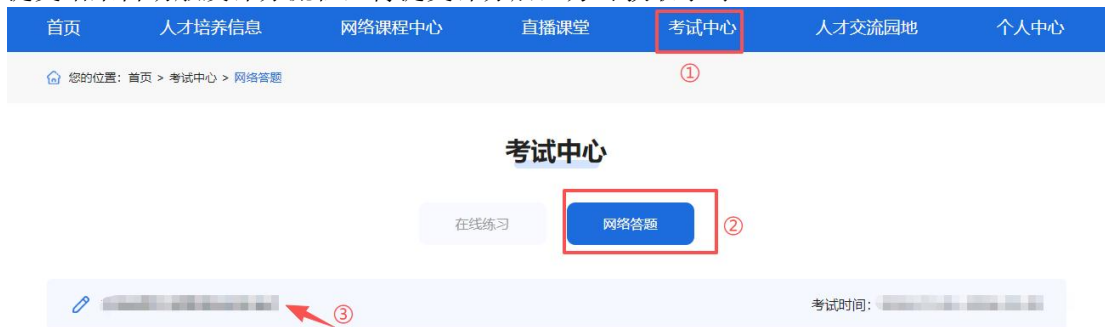 首页 人才培养信息 网络课程中心 直播课堂 考试中心 人才交流园地 个人中心
①
您的位置：首页 > 考试中心 > 网络答题
考试中心
在线练习 网络答题 ②
③ 考试时间：